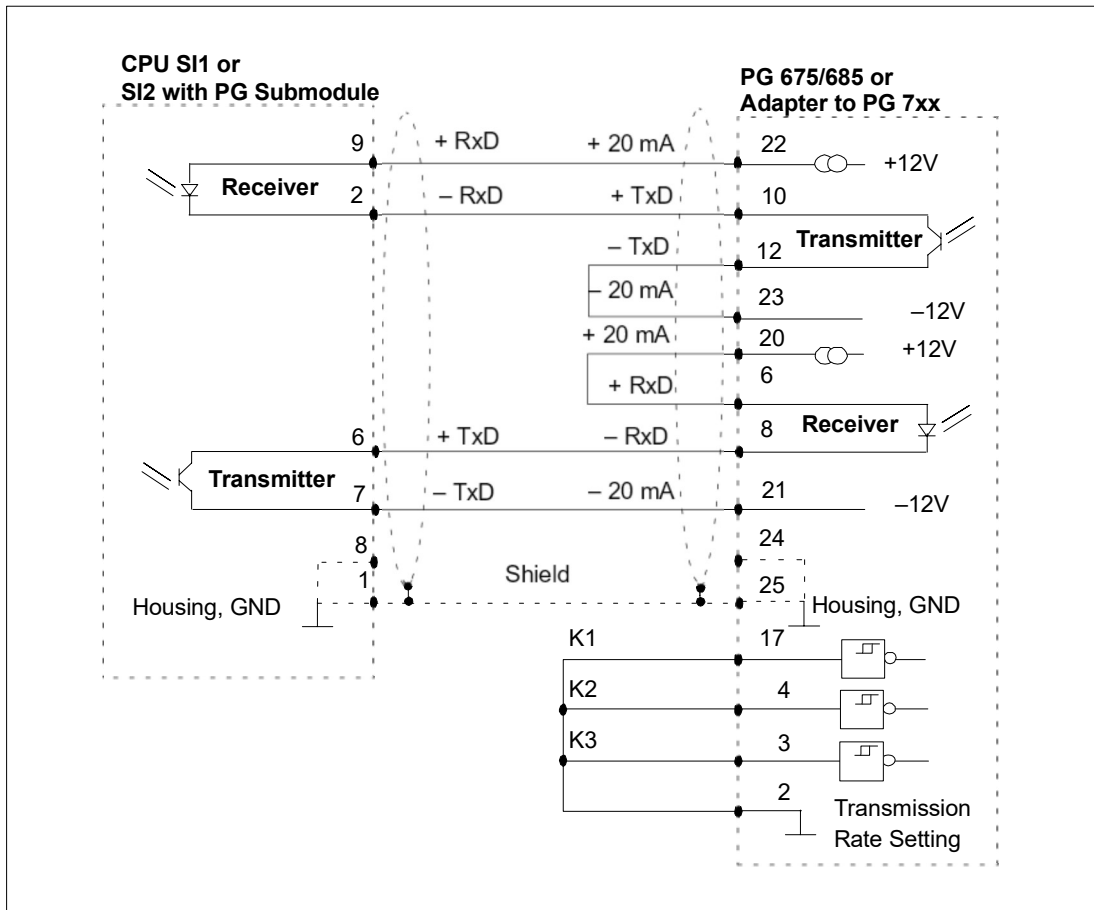 CPU SI1 or
SI2 with PG Submodule
PG 675/685 or
Adapter to PG 7xx
9
+ RxD
+ 20 mA
22
+12V
Receiver
2
– RxD
+ TxD
10
Transmitter
– TxD
12
– 20 mA
23
–12V
+ 20 mA
20
+12V
+ RxD
6
Receiver
6
+ TxD
– RxD
8
Transmitter
7
– TxD
– 20 mA
21
–12V
8
24
1
Shield
25
Housing, GND
Housing, GND
K1
17
K2
4
K3
3
2
Transmission
Rate Setting